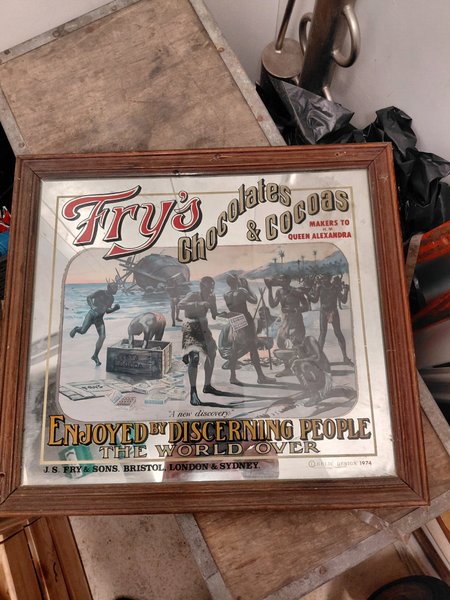 Fry's
Chocolates
& COCOAS
MAKERS TO
H.M.
QUEEN ALEXANDRA
"A new discovery"
ENJOYED BY DISCERNING PEOPLE
THE WORLD OVER
J.S. FRY & SONS. BRISTOL, LONDON & SYDNEY.
1974